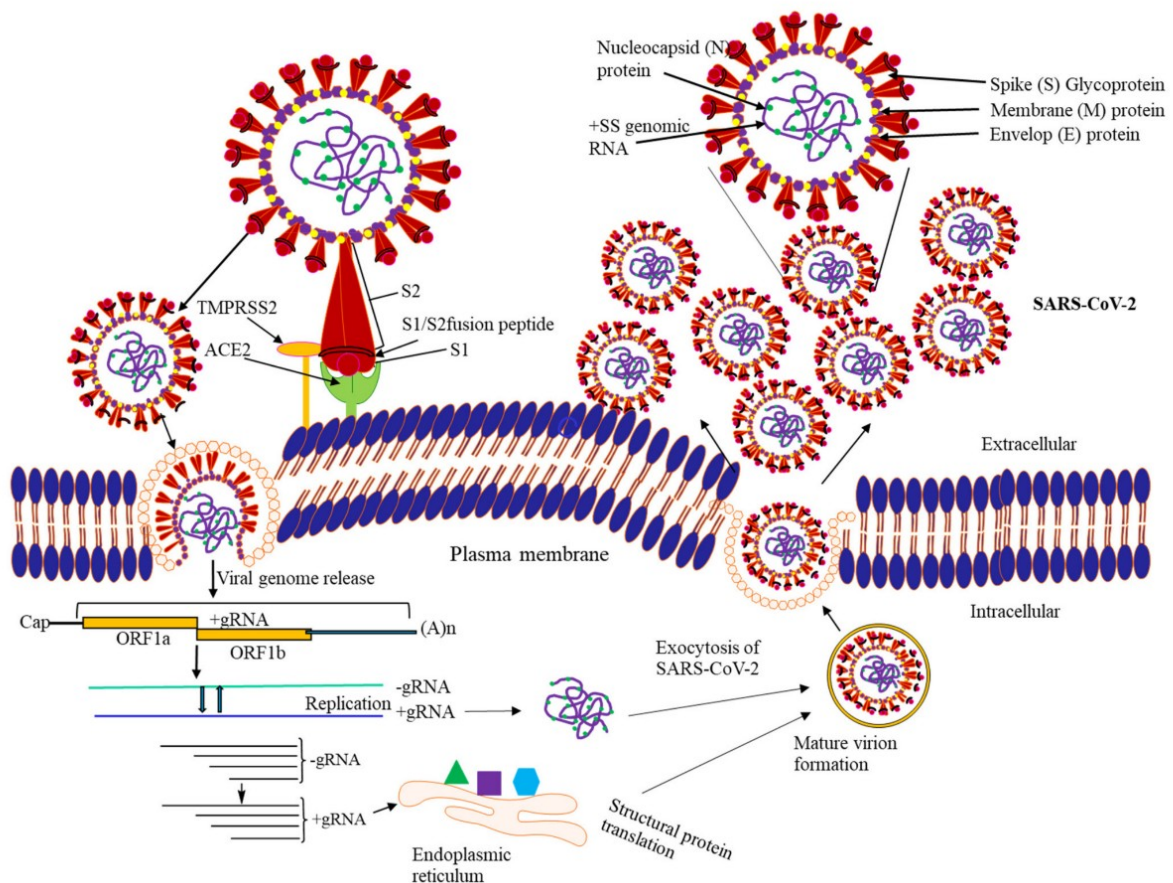 Nucleocapsid (N)
protein
+SS genomic
RNA
Spike (S) Glycoprotein
Membrane (M) protein
Envelop (E) protein
S2
TMPRSS2
S1/S2fusion peptide
ACE2
S1
SARS-CoV-2
Extracellular
Plasma membrane
Intracellular
Viral genome release
Cap
+gRNA
(A)n
ORF1a
ORF1b
Exocytosis of
SARS-CoV-2
-gRNA
Replication
+gRNA
Mature virion
formation
-gRNA
+gRNA
Structural protein
translation
Endoplasmic
reticulum